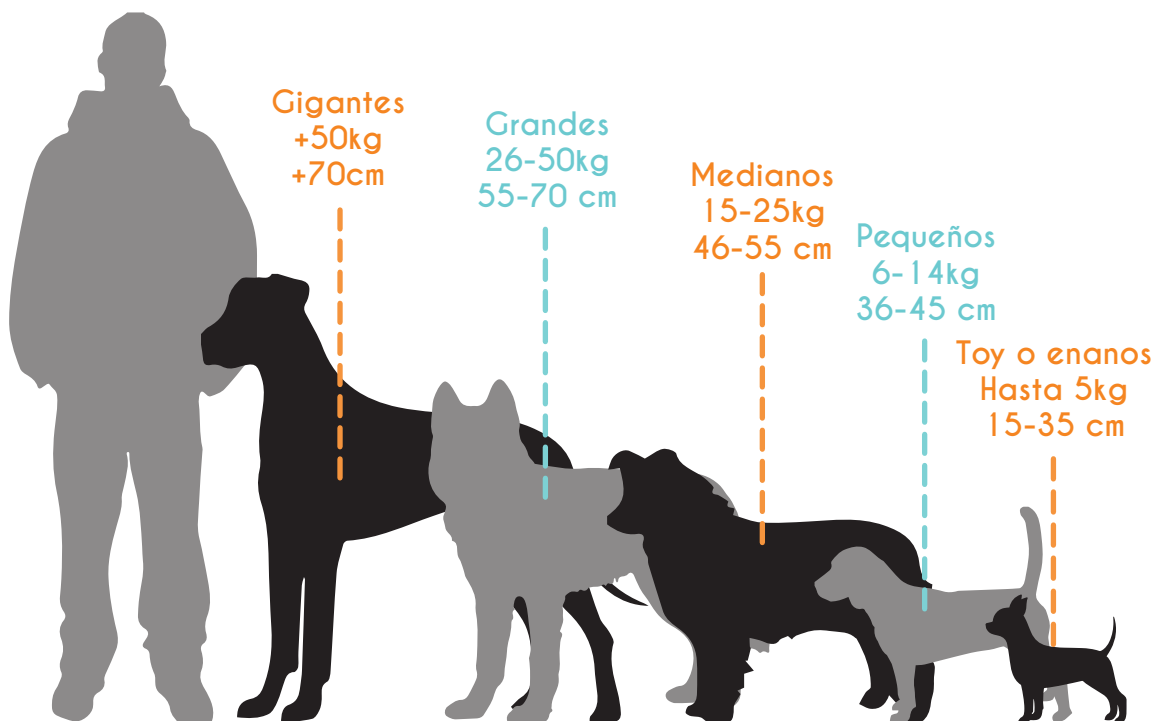 Gigantes
+50kg
+70cm
Grandes
26-50kg
55-70 cm
Medianos
15-25kg
46-55 cm
Pequeños
6-14kg
36-45 cm
Toy o enanos
Hasta 5kg
15-35 cm